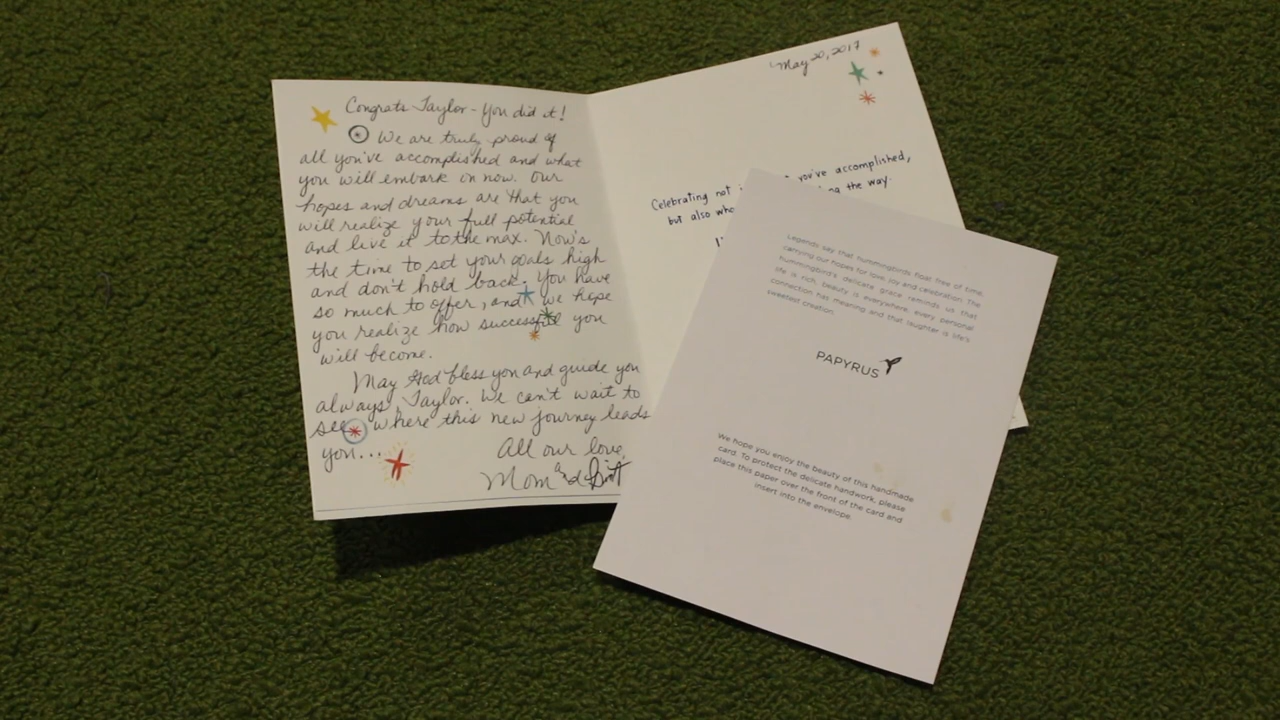 Congrats Taylor - You did it!
We are truly proud of
all you've accomplished and what
you will embark on now. Our
hopes and dreams are that you
will realize your full potential
and live it to the max. Now's
the time to set your goals high
and don't hold back. You have
so much to offer, and we hope
you realize how successful you
will become.
May God bless you and guide you
always, Taylor. We can't wait to
see where this new journey leads
you...
All our love,
Mom and
May 20, 2017
Celebrating not you've accomplished,
but also the way.
Legends say that hummingbirds float free of time,
carrying our hopes for love, joy and celebration. The
hummingbird's delicate grace reminds us that
life is rich, beauty is everywhere, every personal
connection has meaning and that laughter is life's
sweetest creation.
PAPYRUS
We hope you enjoy the beauty of this handmade
card. To protect the delicate handwork, please
place this paper over the front of the card and
insert into the envelope.